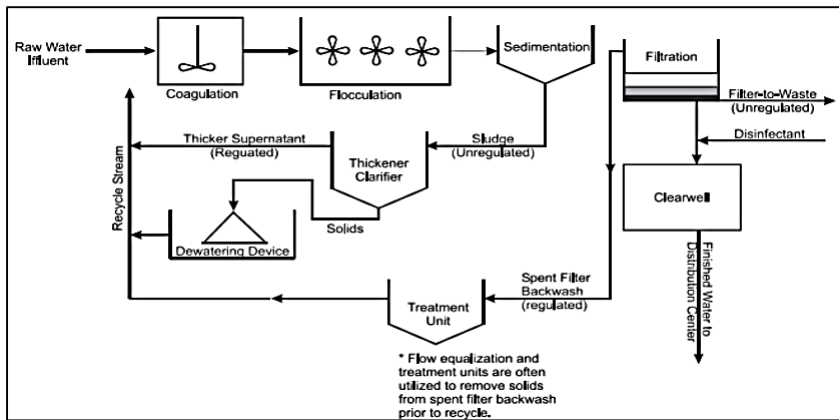 Raw Water
Iffluent
Coagulation
Flocculation
Sedimentation
Filtration
Filter-to-Waste
(Unregulated)
Disinfectant
Thicker Supernatant
(Reguated)
Sludge
(Unregulated)
Thickener
Clarifier
Clearwell
Recycle Stream
Solids
Dewatering Device
Finished Water to
Distribution Center
Spent Filter
Backwash
(regulated)
Treatment
Unit
* Flow equalization and
treatment units are often
utilized to remove solids
from spent filter backwash
prior to recycle.